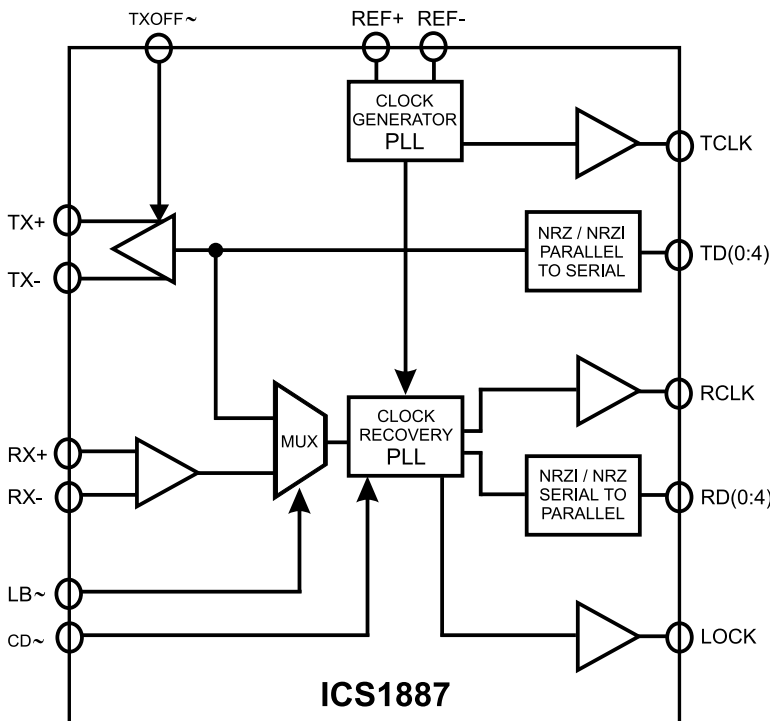 TXOFF~
REF+ REF-
CLOCK
GENERATOR
PLL
TCLK
TX+
TX-
NRZ / NRZI
PARALLEL
TO SERIAL
TD(0:4)
RCLK
CLOCK
RECOVERY
PLL
MUX
RX+
RX-
NRZI / NRZ
SERIAL TO
PARALLEL
RD(0:4)
LB~
CD~
LOCK
ICS1887